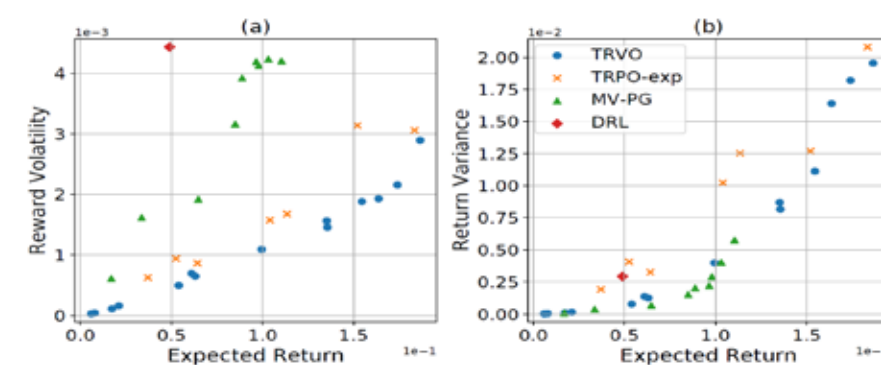 (a)
1e−3
4
3
2
1
0
Reward Volatility
0.0
0.5
1.0
1.5
Expected Return
1e−1
(b)
1e−2
2.00
1.75
1.50
1.25
1.00
0.75
0.50
0.25
0.00
Return Variance
TRVO
TRPO-exp
MV-PG
DRL
0.0
0.5
1.0
1.5
Expected Return